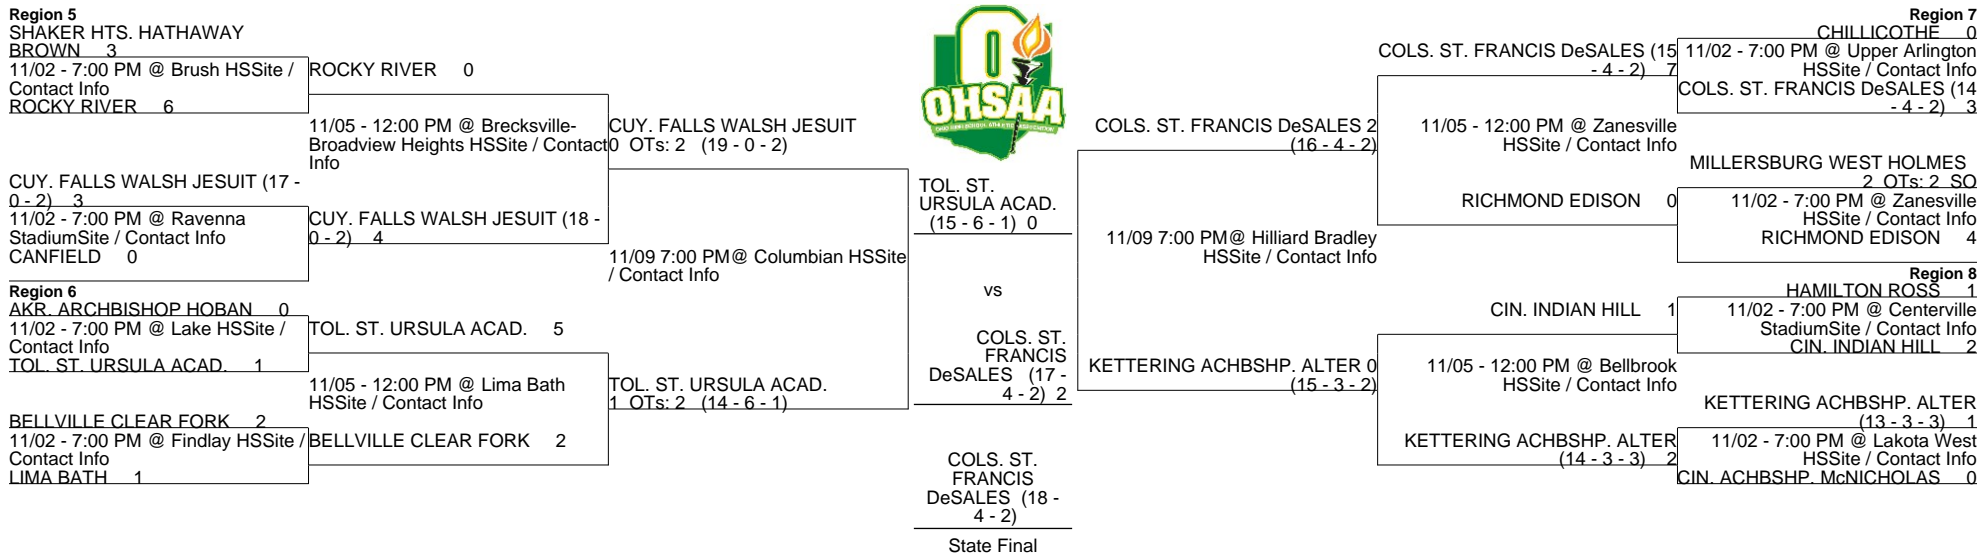 Region 5
SHAKER HTS. HATHAWAY
BROWN 3
11/02 - 7:00 PM @ Brush HSSite /
Contact Info
ROCKY RIVER 6
CUY. FALLS WALSH JESUIT (17 -
0 - 2) 3
11/02 - 7:00 PM @ Ravenna
StadiumSite / Contact Info
CANFIELD 0
Region 6
AKR. ARCHBISHOP HOBAN 0
11/02 - 7:00 PM @ Lake HSSite /
Contact Info
TOL. ST. URSULA ACAD. 1
BELLVILLE CLEAR FORK 2
11/02 - 7:00 PM @ Findlay HSSite /
Contact Info
LIMA BATH 1
ROCKY RIVER 0
11/05 - 12:00 PM @ Brecksville-
Broadview Heights HSSite / Contact
Info
CUY. FALLS WALSH JESUIT (18 -
0 - 2) 4
TOL. ST. URSULA ACAD. 5
11/05 - 12:00 PM @ Lima Bath
HSSite / Contact Info
BELLVILLE CLEAR FORK 2
CUY. FALLS WALSH JESUIT
0 OTs: 2 (19 - 0 - 2)
11/09 7:00 PM@ Columbian HSSite
/ Contact Info
TOL. ST. URSULA ACAD.
1 OTs: 2 (14 - 6 - 1)
OHSAA
TOL. ST.
URSULA ACAD.
(15 - 6 - 1) 0
vs
COLS. ST.
FRANCIS
DeSALES (17 -
4 - 2) 2
COLS. ST.
FRANCIS
DeSALES (18 -
4 - 2)
State Final
COLS. ST. FRANCIS DeSALES 2
(16 - 4 - 2)
11/09 7:00 PM@ Hilliard Bradley
HSSite / Contact Info
KETTERING ACHBSHP. ALTER 0
(15 - 3 - 2)
COLS. ST. FRANCIS DeSALES (15
- 4 - 2) 7
11/05 - 12:00 PM @ Zanesville
HSSite / Contact Info
RICHMOND EDISON 0
CIN. INDIAN HILL 1
11/05 - 12:00 PM @ Bellbrook
HSSite / Contact Info
KETTERING ACHBSHP. ALTER
(14 - 3 - 3) 2
Region 7
CHILLICOTHE 0
11/02 - 7:00 PM @ Upper Arlington
HSSite / Contact Info
COLS. ST. FRANCIS DeSALES (14
- 4 - 2) 3
MILLERSBURG WEST HOLMES
2 OTs: 2 SO
11/02 - 7:00 PM @ Zanesville
HSSite / Contact Info
RICHMOND EDISON 4
Region 8
HAMILTON ROSS 1
11/02 - 7:00 PM @ Centerville
StadiumSite / Contact Info
CIN. INDIAN HILL 2
KETTERING ACHBSHP. ALTER
(13 - 3 - 3) 1
11/02 - 7:00 PM @ Lakota West
HSSite / Contact Info
CIN. ACHBSHP. McNICHOLAS 0